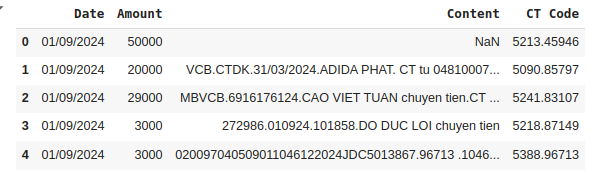 Date Amount Content CT Code
0 01/09/2024 50000 NaN 5213.45946
1 01/09/2024 20000 VCB.CTDK.31/03/2024.ADIDA PHAT. CT tu 04810007... 5090.85797
2 01/09/2024 29000 MBVCB.6916176124.CAO VIET TUAN chuyen tien.CT ... 5241.83107
3 01/09/2024 3000 272986.010924.101858.DO DUC LOI chuyen tien 5218.87149
4 01/09/2024 3000 020097040509011046122024JDC5013867.96713 .1046... 5388.96713